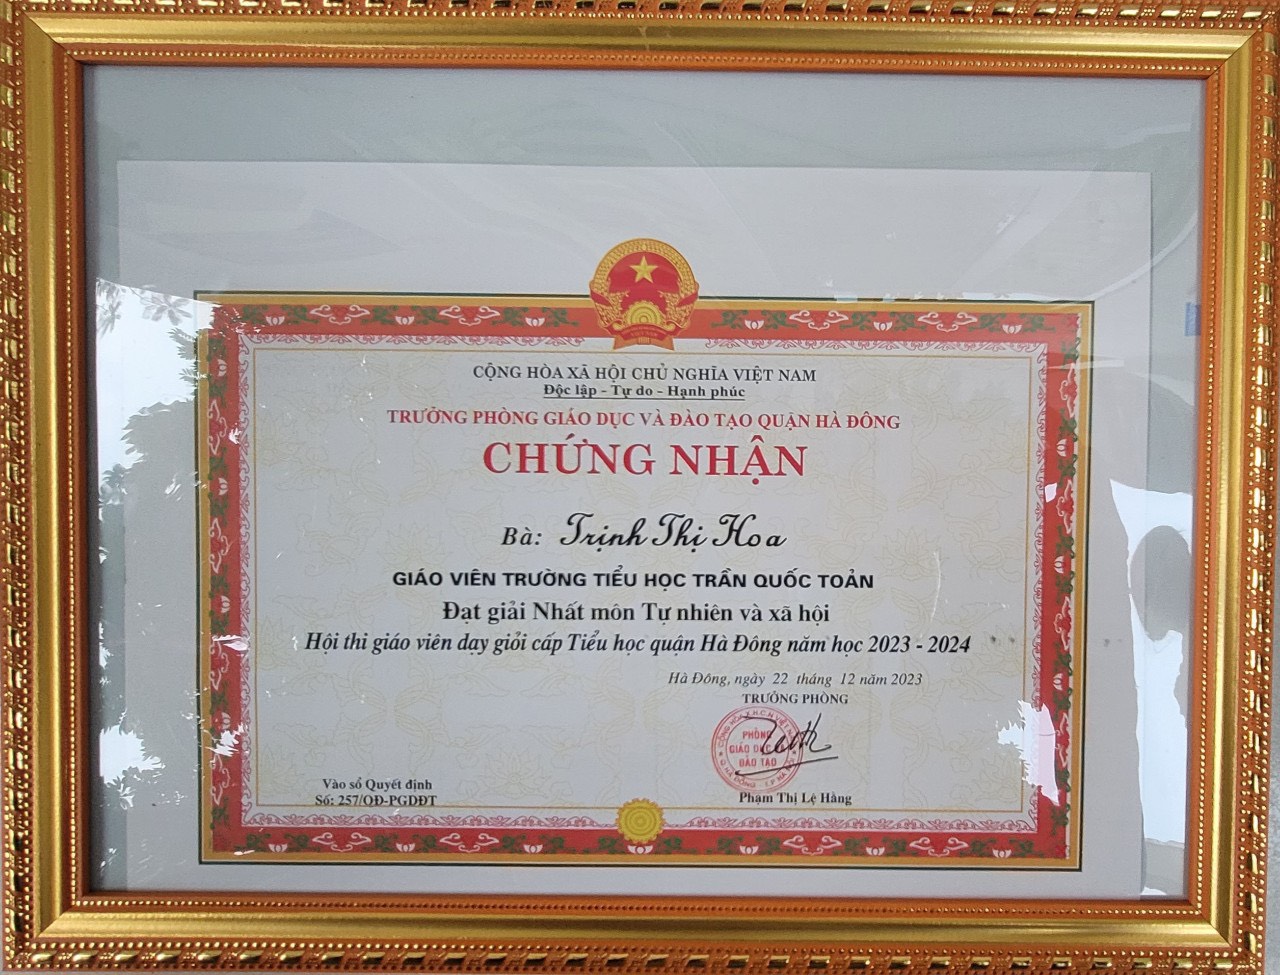 CỘNG HÒA XÃ HỘI CHỦ NGHĨA VIỆT NAM
Độc lập - Tự do - Hạnh phúc
TRƯỞNG PHÒNG GIÁO DỤC VÀ ĐÀO TẠO QUẬN HÀ ĐÔNG
CHỨNG NHẬN
Bà: Trịnh Thị Hoa
GIÁO VIÊN TRƯỜNG TIỂU HỌC TRẦN QUỐC TOẢN
Đạt giải Nhất môn Tự nhiên và xã hội
Hội thi giáo viên dạy giỏi cấp Tiểu học quận Hà Đông năm học 2023 - 2024
Hà Đông, ngày 22 tháng 12 năm 2023
TRƯỞNG PHÒNG
PHÒNG
GIÁO DỤC
ĐÀO TẠO
Phạm Thị Lệ Hằng
Vào sổ Quyết định
Số: 257/QĐ-PGDĐT